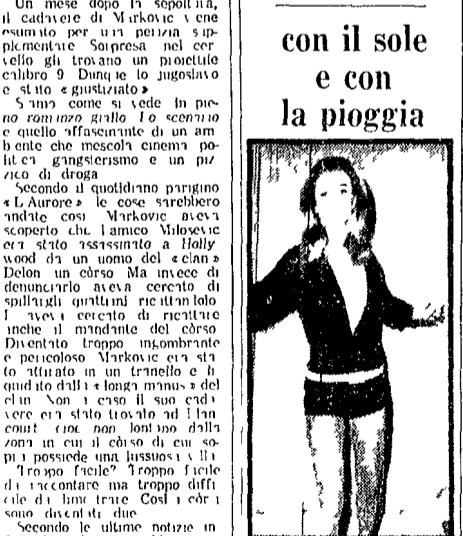 Un mese dopo la sepoltura,
il cadavere di Markovic viene
esumato per una perizia sup-
plementare Sorpresa nel cer
vello gli trovano un proiettile
calibro 9 Dunque lo jugoslavo
e stato « giustiziato »
Siamo come si vede in pie
no romanzo giallo Lo scenario
e quello affascinante di un am
biente che mescola cinema po-
litica gangsterismo e un piz
zico di droga
Secondo il quotidiano parigino
« L Aurore » le cose sarebbero
andate cosi Markovic aveva
scoperto che l amico Milosevic
era stato assassinato a Holly
wood da un uomo del « clan »
Delon un còrso Ma invece di
denunciarlo aveva cercato di
spillargli quattrini ricattandolo
aveva cercato di ricattare
anche il mandante del còrso
Diventato troppo ingombrante
e pericoloso Markovic era sta
to attirato in un tranello e li
quidato dalla « longa manus » del
clan Non a caso il suo cada
vere era stato trovato ad Elan
court cioe non lontano dalla
zona in cui il còrso di cui so-
pra possiede una lussuosa villa
Troppo facile? Troppo facile
da raccontare ma troppo diffi
cile da dimostrare Cosi i
sono diventati due
Secondo le ultime notizie in
con il sole
e con
la pioggia